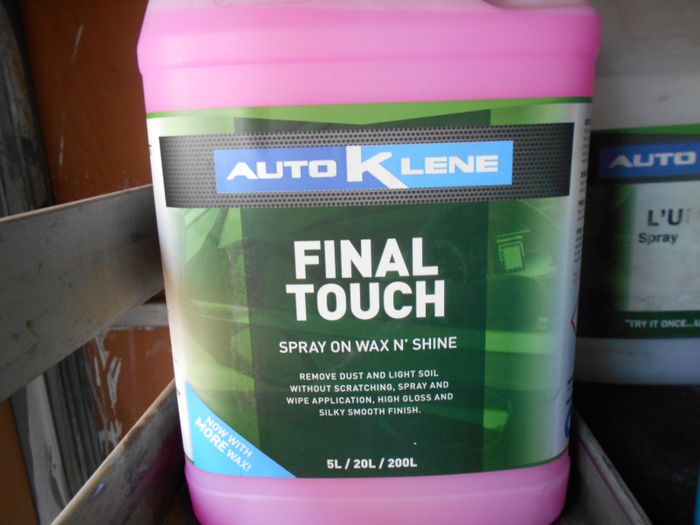 AUTO KLENE
FINAL
TOUCH
SPRAY ON WAX N' SHINE
REMOVE DUST AND LIGHT SOIL
WITHOUT SCRATCHING, SPRAY AND
WIPE APPLICATION, HIGH GLOSS AND
SILKY SMOOTH FINISH.
NOW WITH
MORE WAX!
5L / 20L / 200L
AUTO
L'U
Spray
"TRY IT ONCE...